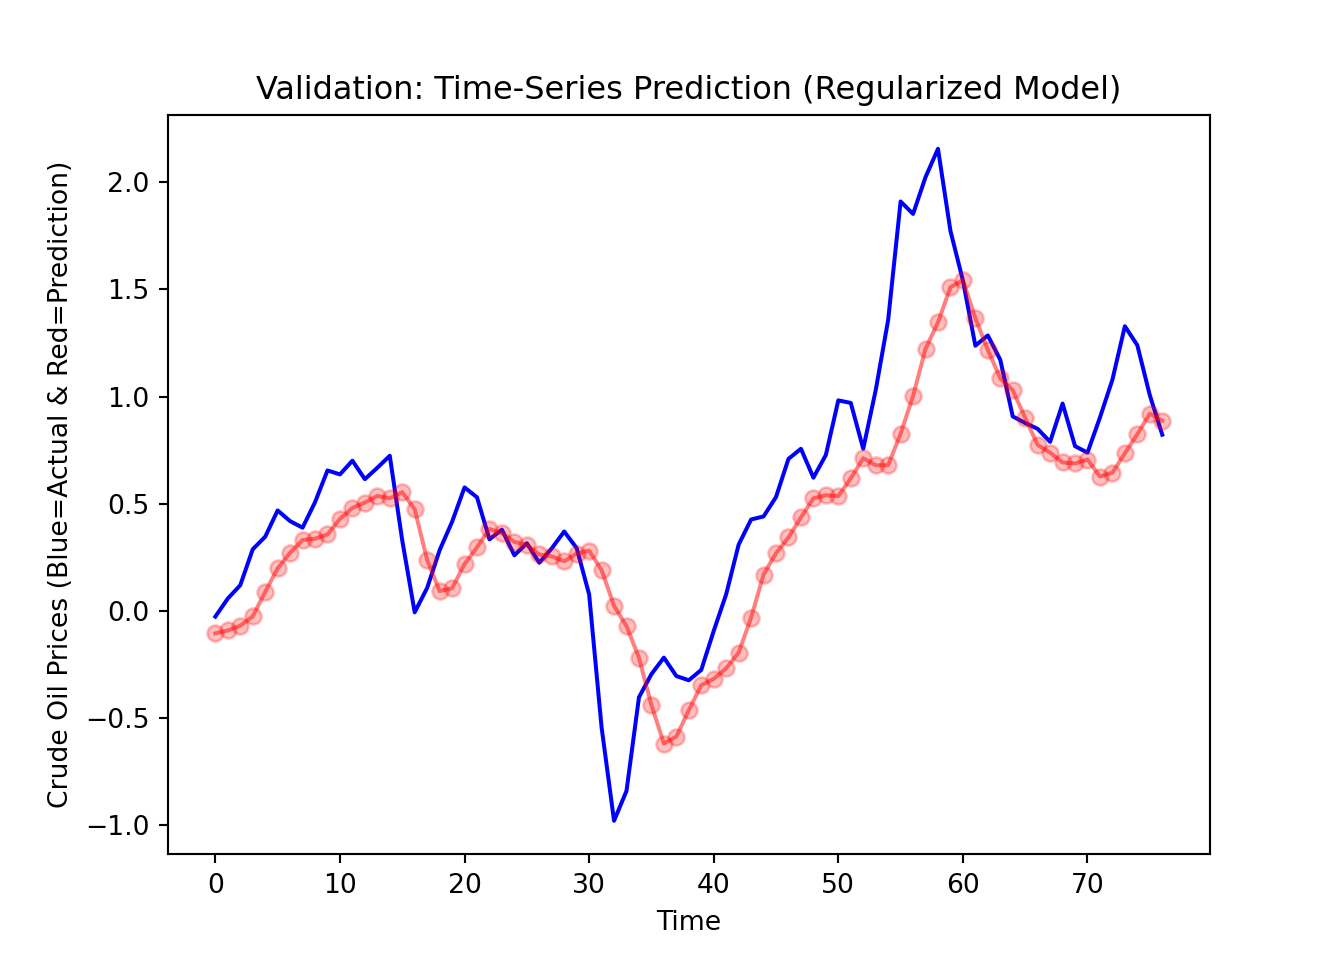 Validation: Time-Series Prediction (Regularized Model)
Crude Oil Prices (Blue=Actual & Red=Prediction)
2.0
1.5
1.0
0.5
0.0
−0.5
−1.0
0 10 20 30 40 50 60 70
Time